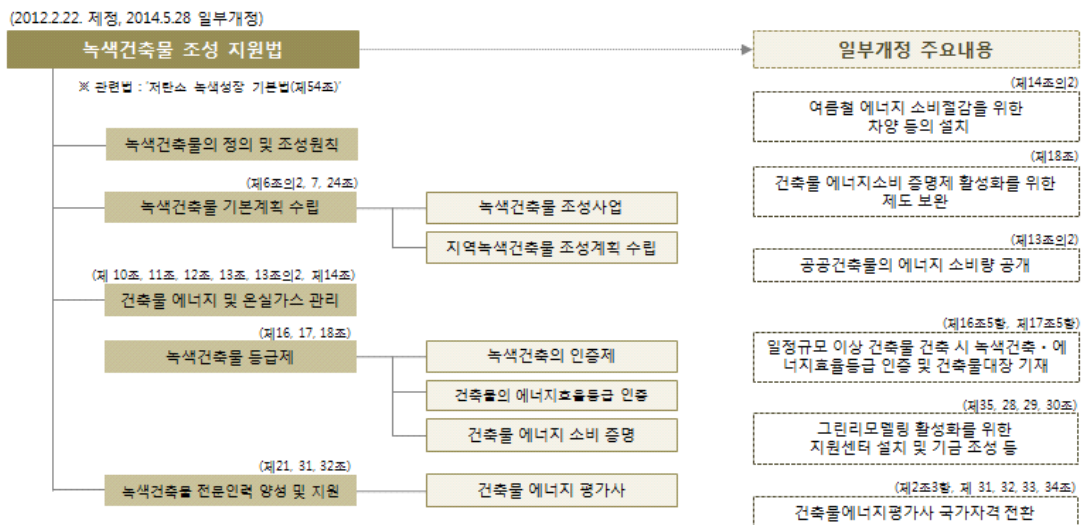 (2012.2.22. 제정, 2014.5.28 일부개정)
녹색건축물 조성 지원법
※ 관련법 : '저탄소 녹색성장 기본법(제54조)'
녹색건축물의 정의 및 조성원칙
(제6조의2, 7, 24조)
녹색건축물 기본계획 수립
녹색건축물 조성사업
지역녹색건축물 조성계획 수립
(제 10조, 11조, 12조, 13조, 13조의2, 제14조)
건축물 에너지 및 온실가스 관리
(제16, 17, 18조)
녹색건축물 등급제
녹색건축의 인증제
건축물의 에너지효율등급 인증
건축물 에너지 소비 증명
(제21, 31, 32조)
녹색건축물 전문인력 양성 및 지원
건축물 에너지 평가사
일부개정 주요내용
(제14조의2)
여름철 에너지 소비절감을 위한
차양 등의 설치
(제18조)
건축물 에너지소비 증명제 활성화를 위한
제도 보완
(제13조의2)
공공건축물의 에너지 소비량 공개
(제16조5항, 제17조5항)
일정규모 이상 건축물 건축 시 녹색건축·에
너지효율등급 인증 및 건축물대장 기재
(제35, 28, 29, 30조)
그린리모델링 활성화를 위한
지원센터 설치 및 기금 조성 등
(제2조3항, 제 31, 32, 33, 34조)
건축물에너지평가사 국가자격 전환